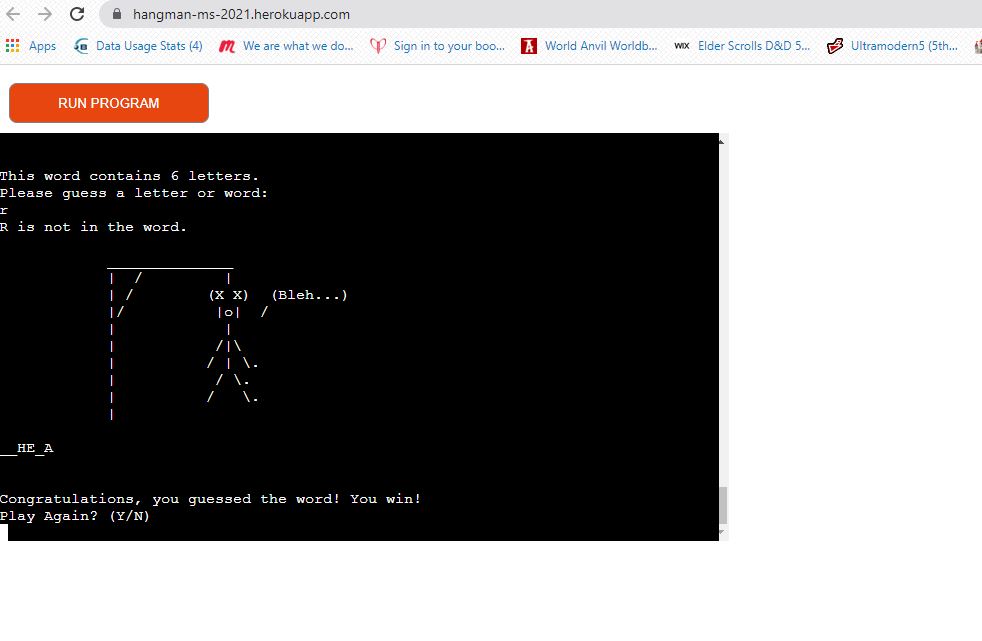 hangman-ms-2021.herokuapp.com
Apps Data Usage Stats (4) We are what we do... Sign in to your boo... World Anvil Worldb... WIX Elder Scrolls D&D 5... Ultramodern5 (5th...
RUN PROGRAM
This word contains 6 letters.
Please guess a letter or word:
r
R is not in the word.
(X X) (Bleh...)
|o| /
__HE_A
Congratulations, you guessed the word! You win!
Play Again? (Y/N)